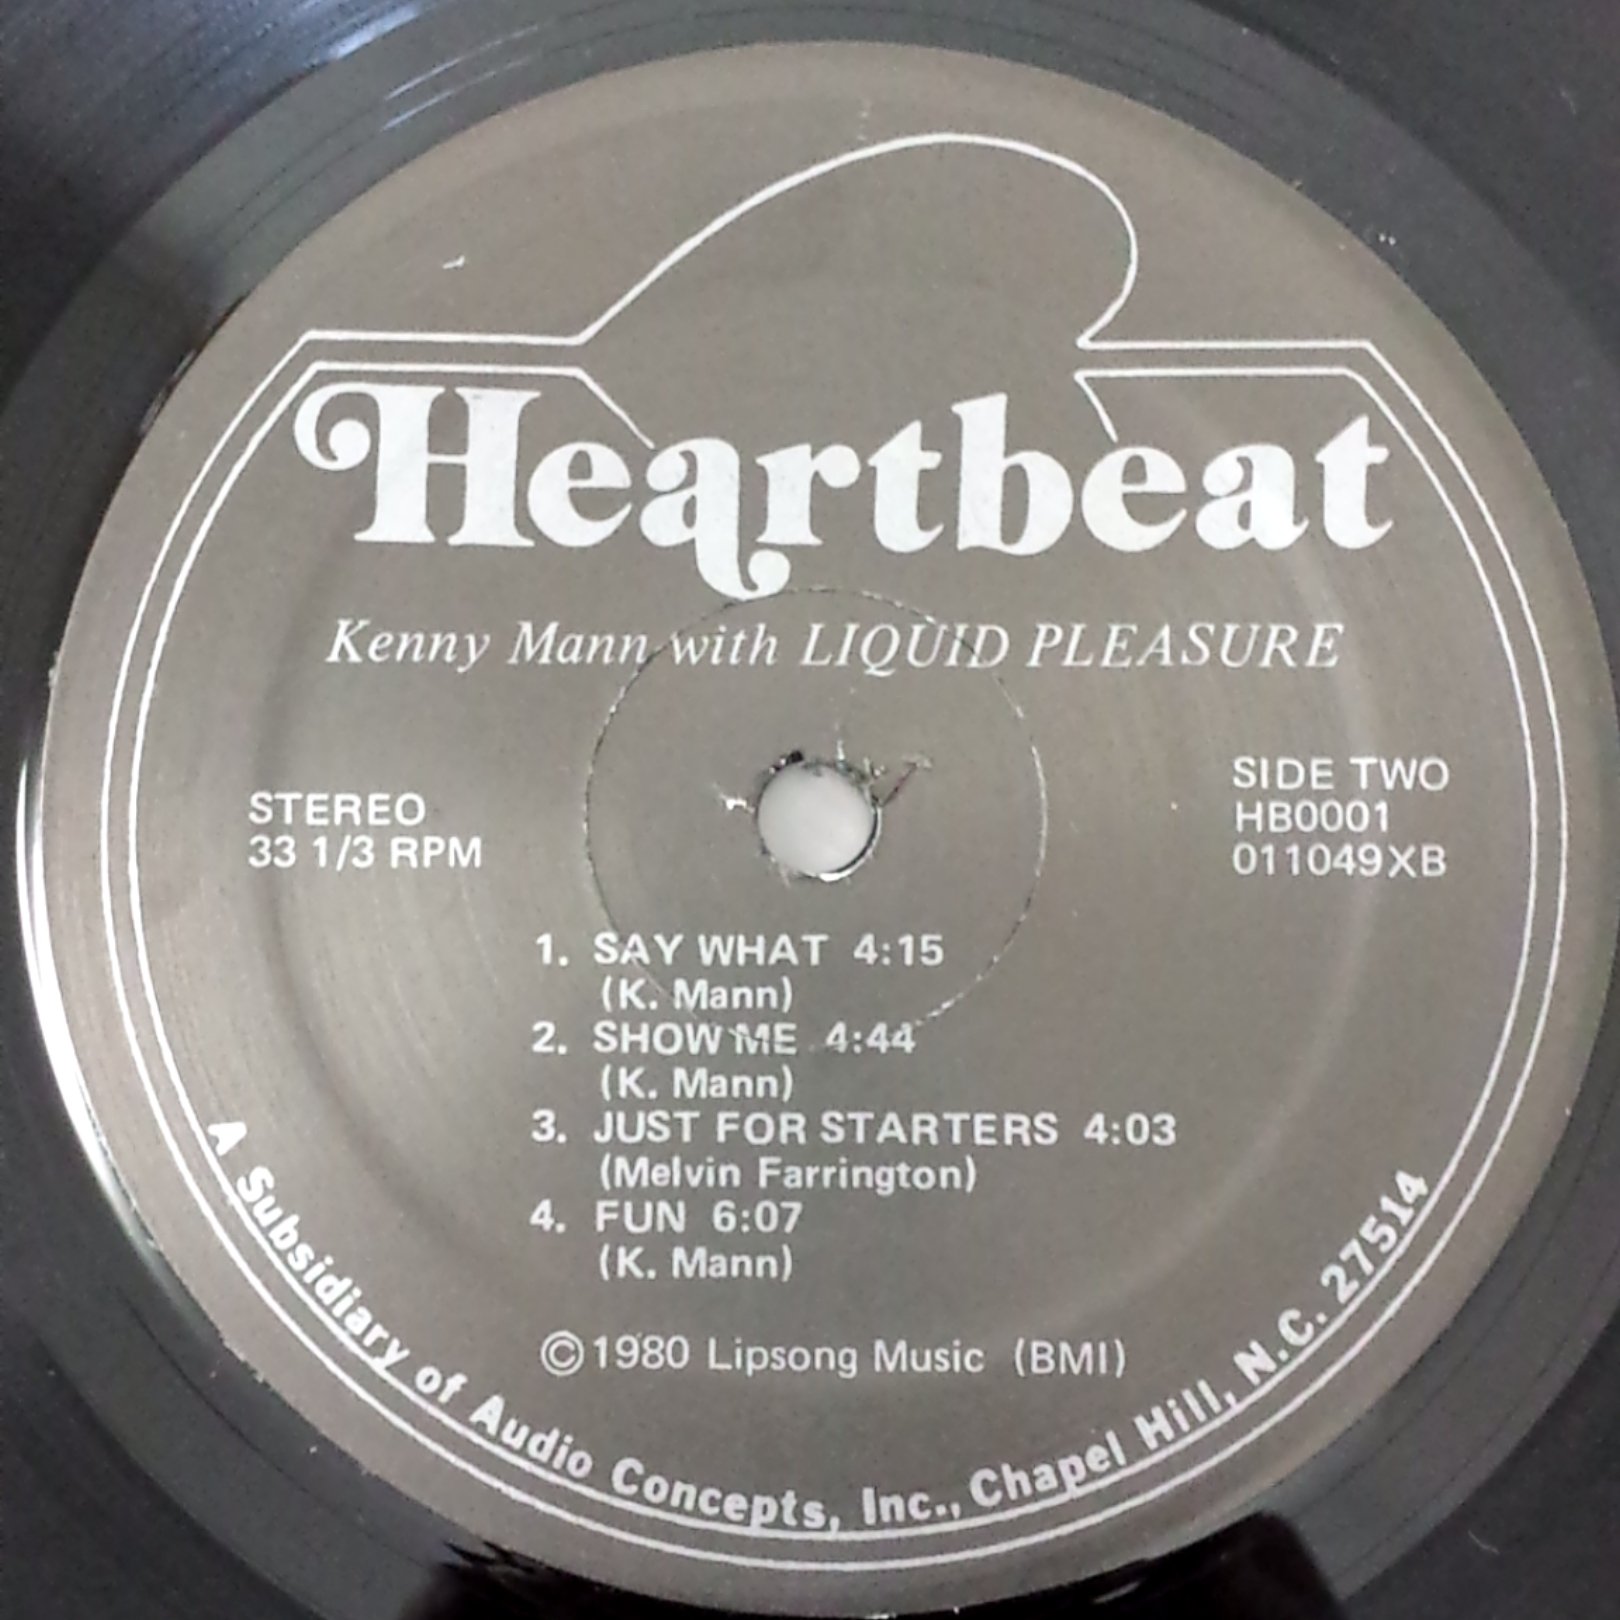 Heartbeat
Kenny Mann with LIQUID PLEASURE
STEREO
33 1/3 RPM
SIDE TWO
HB0001
011049XB
1. SAY WHAT 4:15
(K. Mann)
2. SHOW ME 4:44
(K. Mann)
3. JUST FOR STARTERS 4:03
(Melvin Farrington)
4. FUN 6:07
(K. Mann)
©1980 Lipsong Music (BMI)
A Subsidiary of Audio Concepts, Inc., Chapel Hill, N.C. 27514